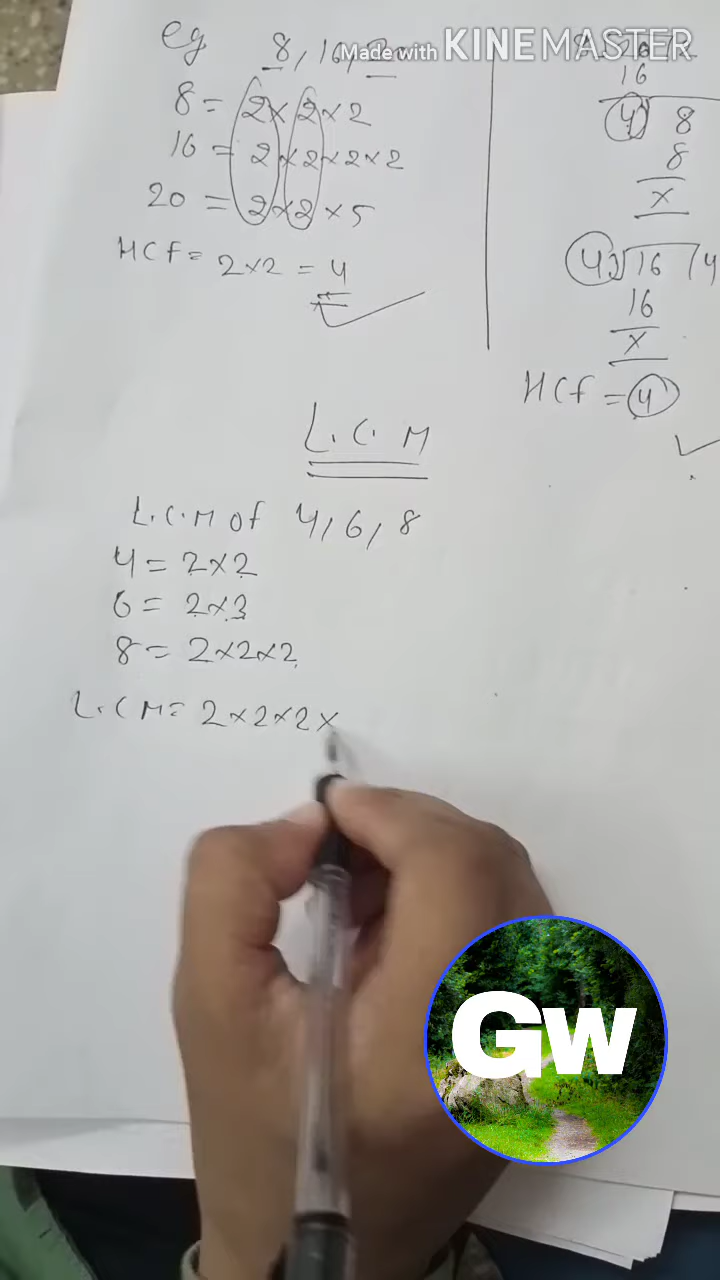 eg 8, 16,
Made with KINEMASTER
8 = 2×2×2
16 = 2×2×2×2
20 = 2×2×5
HCf = 2×2 = 4
16
4) 8
8
×
4) 16 4
16
×
HCf = 4
L.C.M
L.C.M of 4, 6, 8
4 = 2×2
6 = 2×3
8 = 2×2×2
L.C M = 2×2×2×
Gw